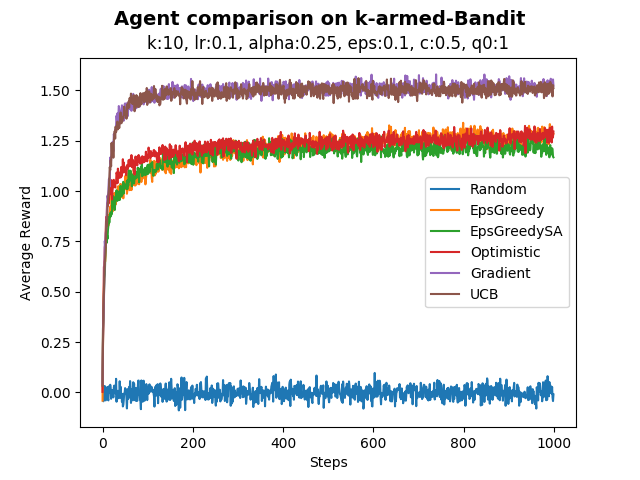 Agent comparison on k-armed-Bandit
k:10, lr:0.1, alpha:0.25, eps:0.1, c:0.5, q0:1
Average Reward
1.50
1.25
1.00
0.75
0.50
0.25
0.00
Random
EpsGreedy
EpsGreedySA
Optimistic
Gradient
UCB
0
200
400
600
800
1000
Steps